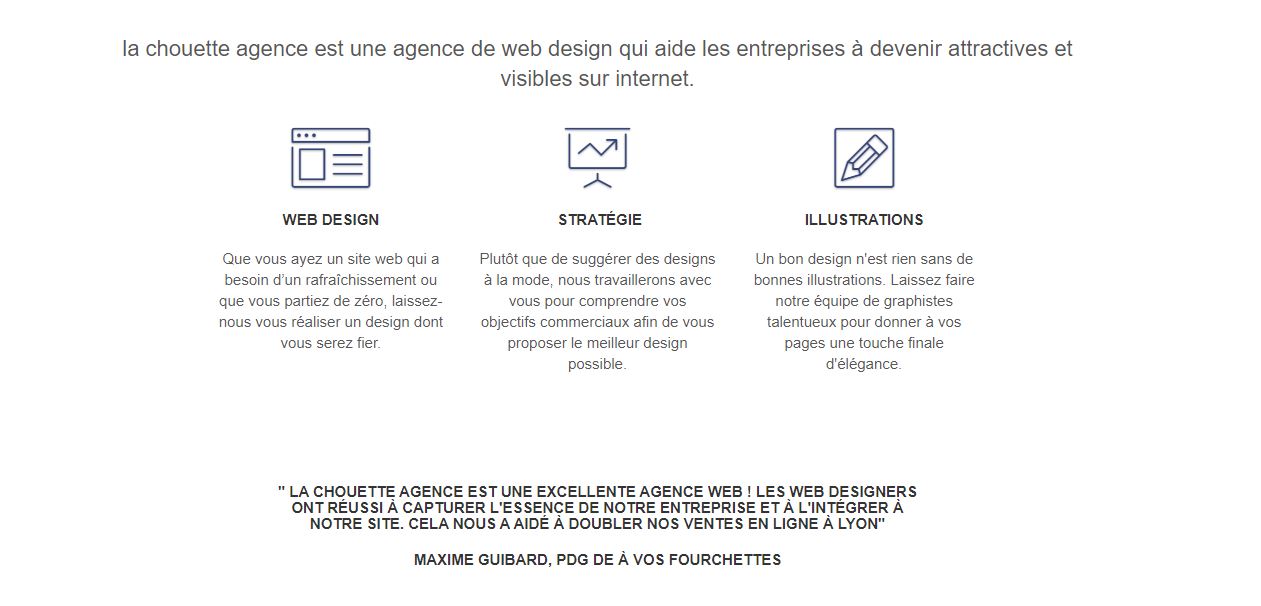 la chouette agence est une agence de web design qui aide les entreprises à devenir attractives et
visibles sur internet.
WEB DESIGN
Que vous ayez un site web qui a
besoin d’un rafraîchissement ou
que vous partiez de zéro, laissez-
nous vous réaliser un design dont
vous serez fier.
STRATÉGIE
Plutôt que de suggérer des designs
à la mode, nous travaillerons avec
vous pour comprendre vos
objectifs commerciaux afin de vous
proposer le meilleur design
possible.
ILLUSTRATIONS
Un bon design n'est rien sans de
bonnes illustrations. Laissez faire
notre équipe de graphistes
talentueux pour donner à vos
pages une touche finale
d'élégance.
" LA CHOUETTE AGENCE EST UNE EXCELLENTE AGENCE WEB ! LES WEB DESIGNERS
ONT RÉUSSI À CAPTURER L'ESSENCE DE NOTRE ENTREPRISE ET À L'INTÉGRER À
NOTRE SITE. CELA NOUS A AIDÉ À DOUBLER NOS VENTES EN LIGNE À LYON"
MAXIME GUIBARD, PDG DE À VOS FOURCHETTES